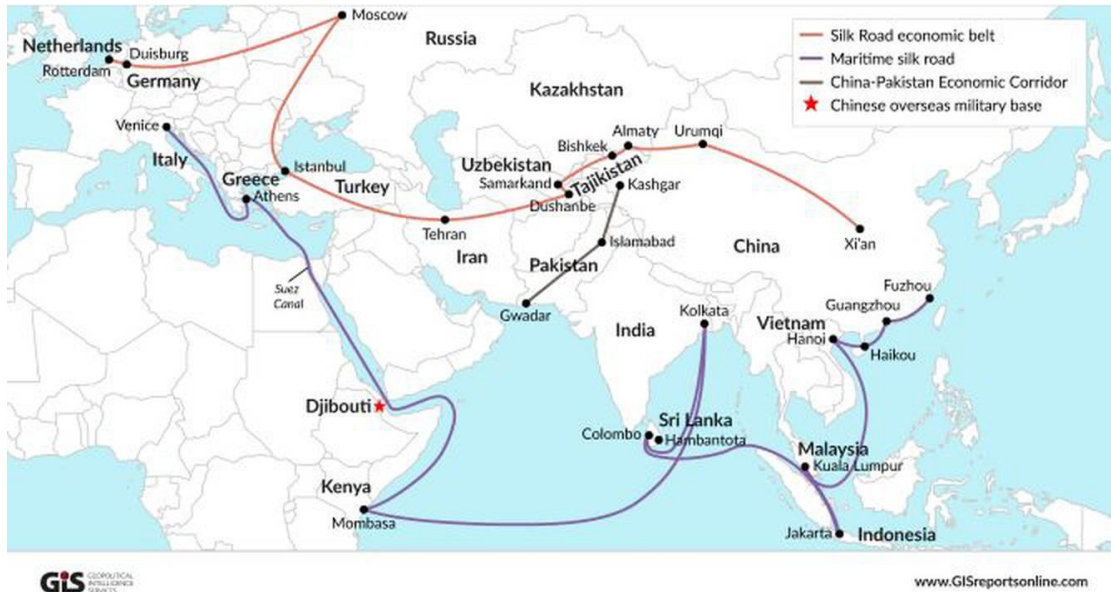 Moscow
Netherlands
Duisburg
Rotterdam
Germany
Russia
Silk Road economic belt
Maritime silk road
China-Pakistan Economic Corridor
Chinese overseas military base
Kazakhstan
Venice
Italy
Almaty
Urumqi
Bishkek
Uzbekistan
Tajikistan
Istanbul
Greece
Athens
Turkey
Samarkand
Kashgar
Dushanbe
Tehran
Islamabad
Xi'an
China
Iran
Pakistan
Suez
Canal
Gwadar
Fuzhou
Guangzhou
Kolkata
India
Vietnam
Hanoi
Haikou
Djibouti
Sri Lanka
Colombo
Hambantota
Malaysia
Kuala Lumpur
Kenya
Mombasa
Jakarta
Indonesia
GIS
GEOPOLITICAL
INTELLIGENCE
SERVICES
www.GISreportsonline.com